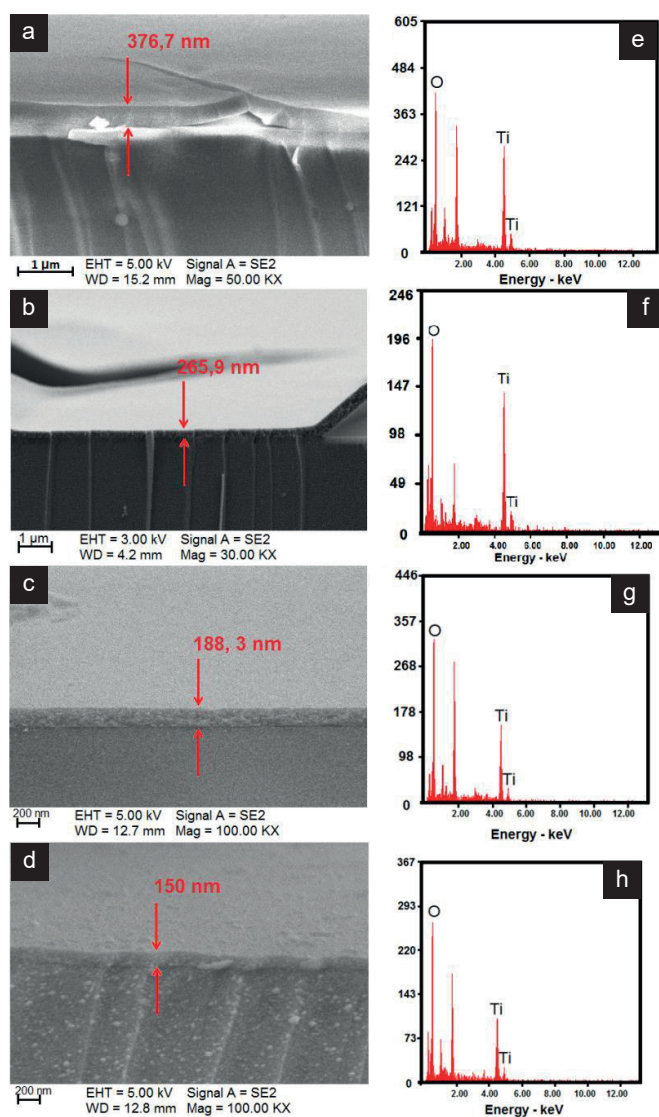 a
376,7 nm
1 µm
EHT = 5.00 kV Signal A = SE2
WD = 15.2 mm Mag = 50.00 KX
e
605
484
363
242
121
0
O
Ti
Ti
2.00 4.00 6.00 8.00 10.00 12.00
Energy - keV
b
265,9 nm
1 µm
EHT = 3.00 kV Signal A = SE2
WD = 4.2 mm Mag = 30.00 KX
f
246
196
147
98
49
0
O
Ti
Ti
2.00 4.00 6.00 8.00 10.00 12.00
Energy - keV
c
188, 3 nm
200 nm
EHT = 5.00 kV Signal A = SE2
WD = 12.7 mm Mag = 100.00 KX
g
446
357
268
178
98
0
O
Ti
Ti
2.00 4.00 6.00 8.00 10.00 12.00
Energy - keV
d
150 nm
200 nm
EHT = 5.00 kV Signal A = SE2
WD = 12.8 mm Mag = 100.00 KX
h
367
293
220
143
73
0
O
Ti
Ti
2.00 4.00 6.00 8.00 10.00 12.00
Energy - keV